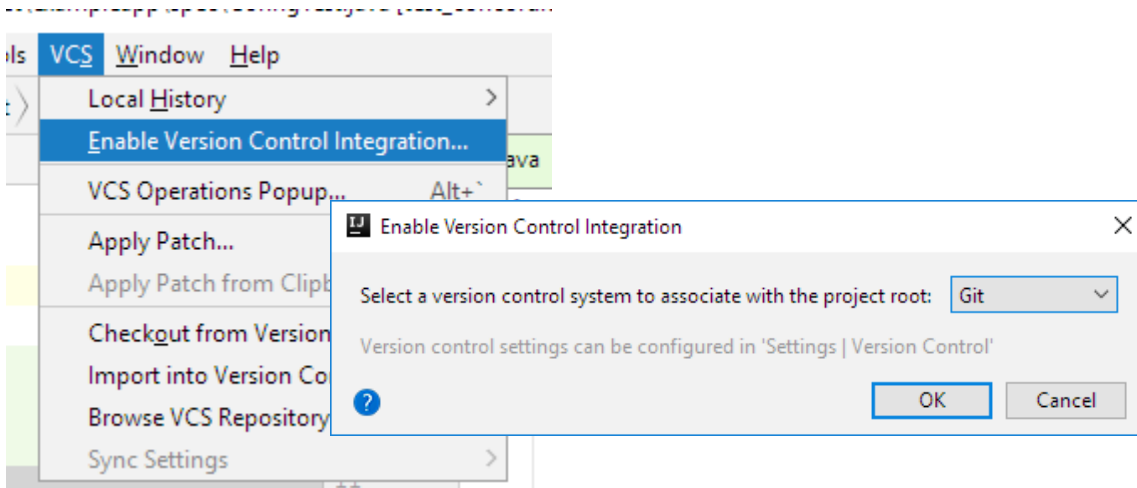 VCS Window Help
Local History
Enable Version Control Integration...
ava
VCS Operations Popup... Alt+`
Enable Version Control Integration
Apply Patch...
Apply Patch from Clipb
Select a version control system to associate with the project root: Git
Checkout from Version
Version control settings can be configured in 'Settings | Version Control'
Import into Version Co
Browse VCS Repository
OK Cancel
Sync Settings